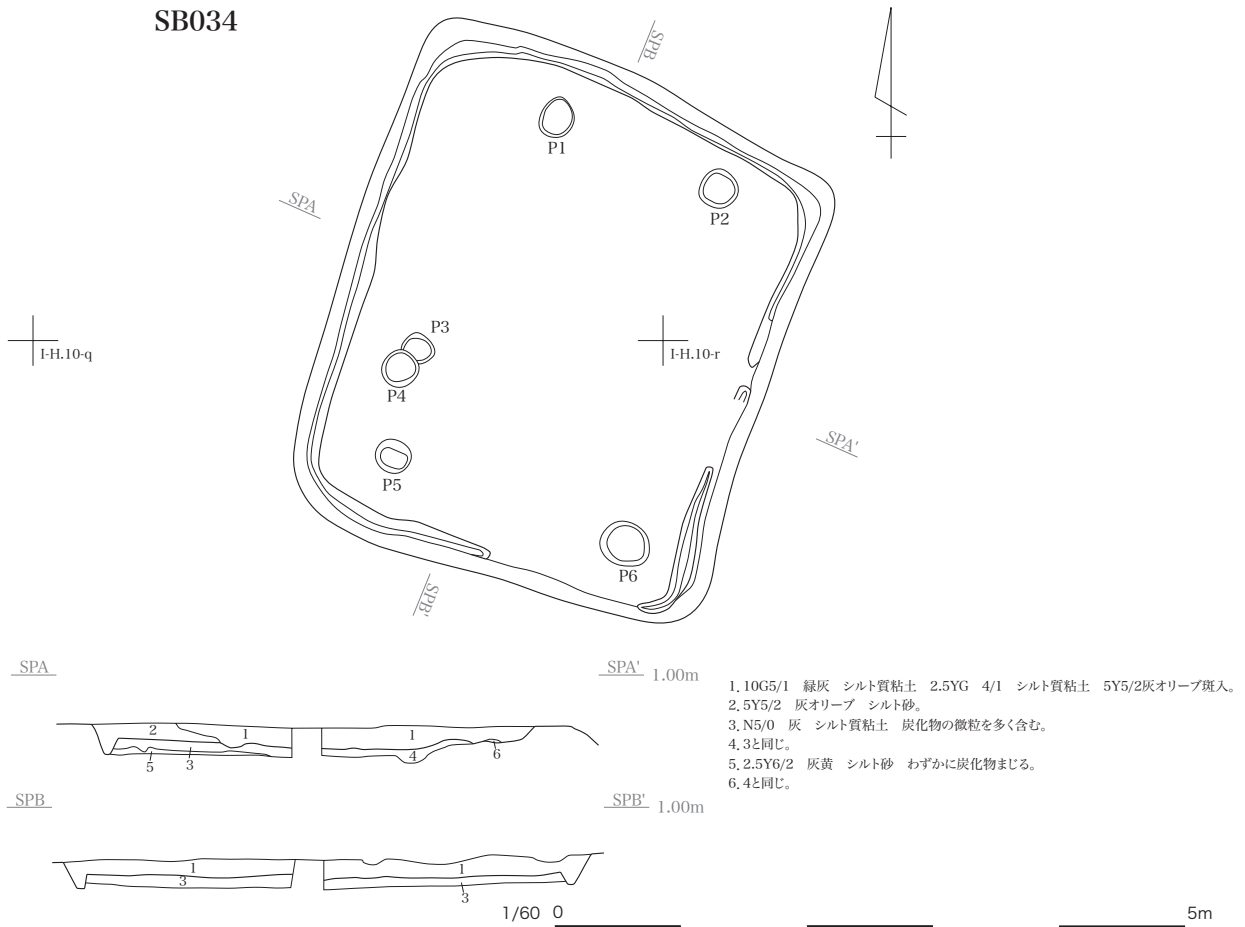 SB034
SPB
P1
P2
SPA
P3
I-H.10-q
I-H.10-r
P4
SPA'
P5
P6
SPB'
SPA
SPA' 1.00m
2
1
1
5
3
4
6
1. 10G5/1 緑灰 シルト質粘土 2.5YG 4/1 シルト質粘土 5Y5/2灰オリーブ斑入。
2. 5Y5/2 灰オリーブ シルト砂。
3. N5/0 灰 シルト質粘土 炭化物の微粒を多く含む。
4. 3と同じ。
5. 2.5Y6/2 灰黄 シルト砂 わずかに炭化物まじる。
6. 4と同じ。
SPB
SPB' 1.00m
1
1
3
3
1/60 0 5m